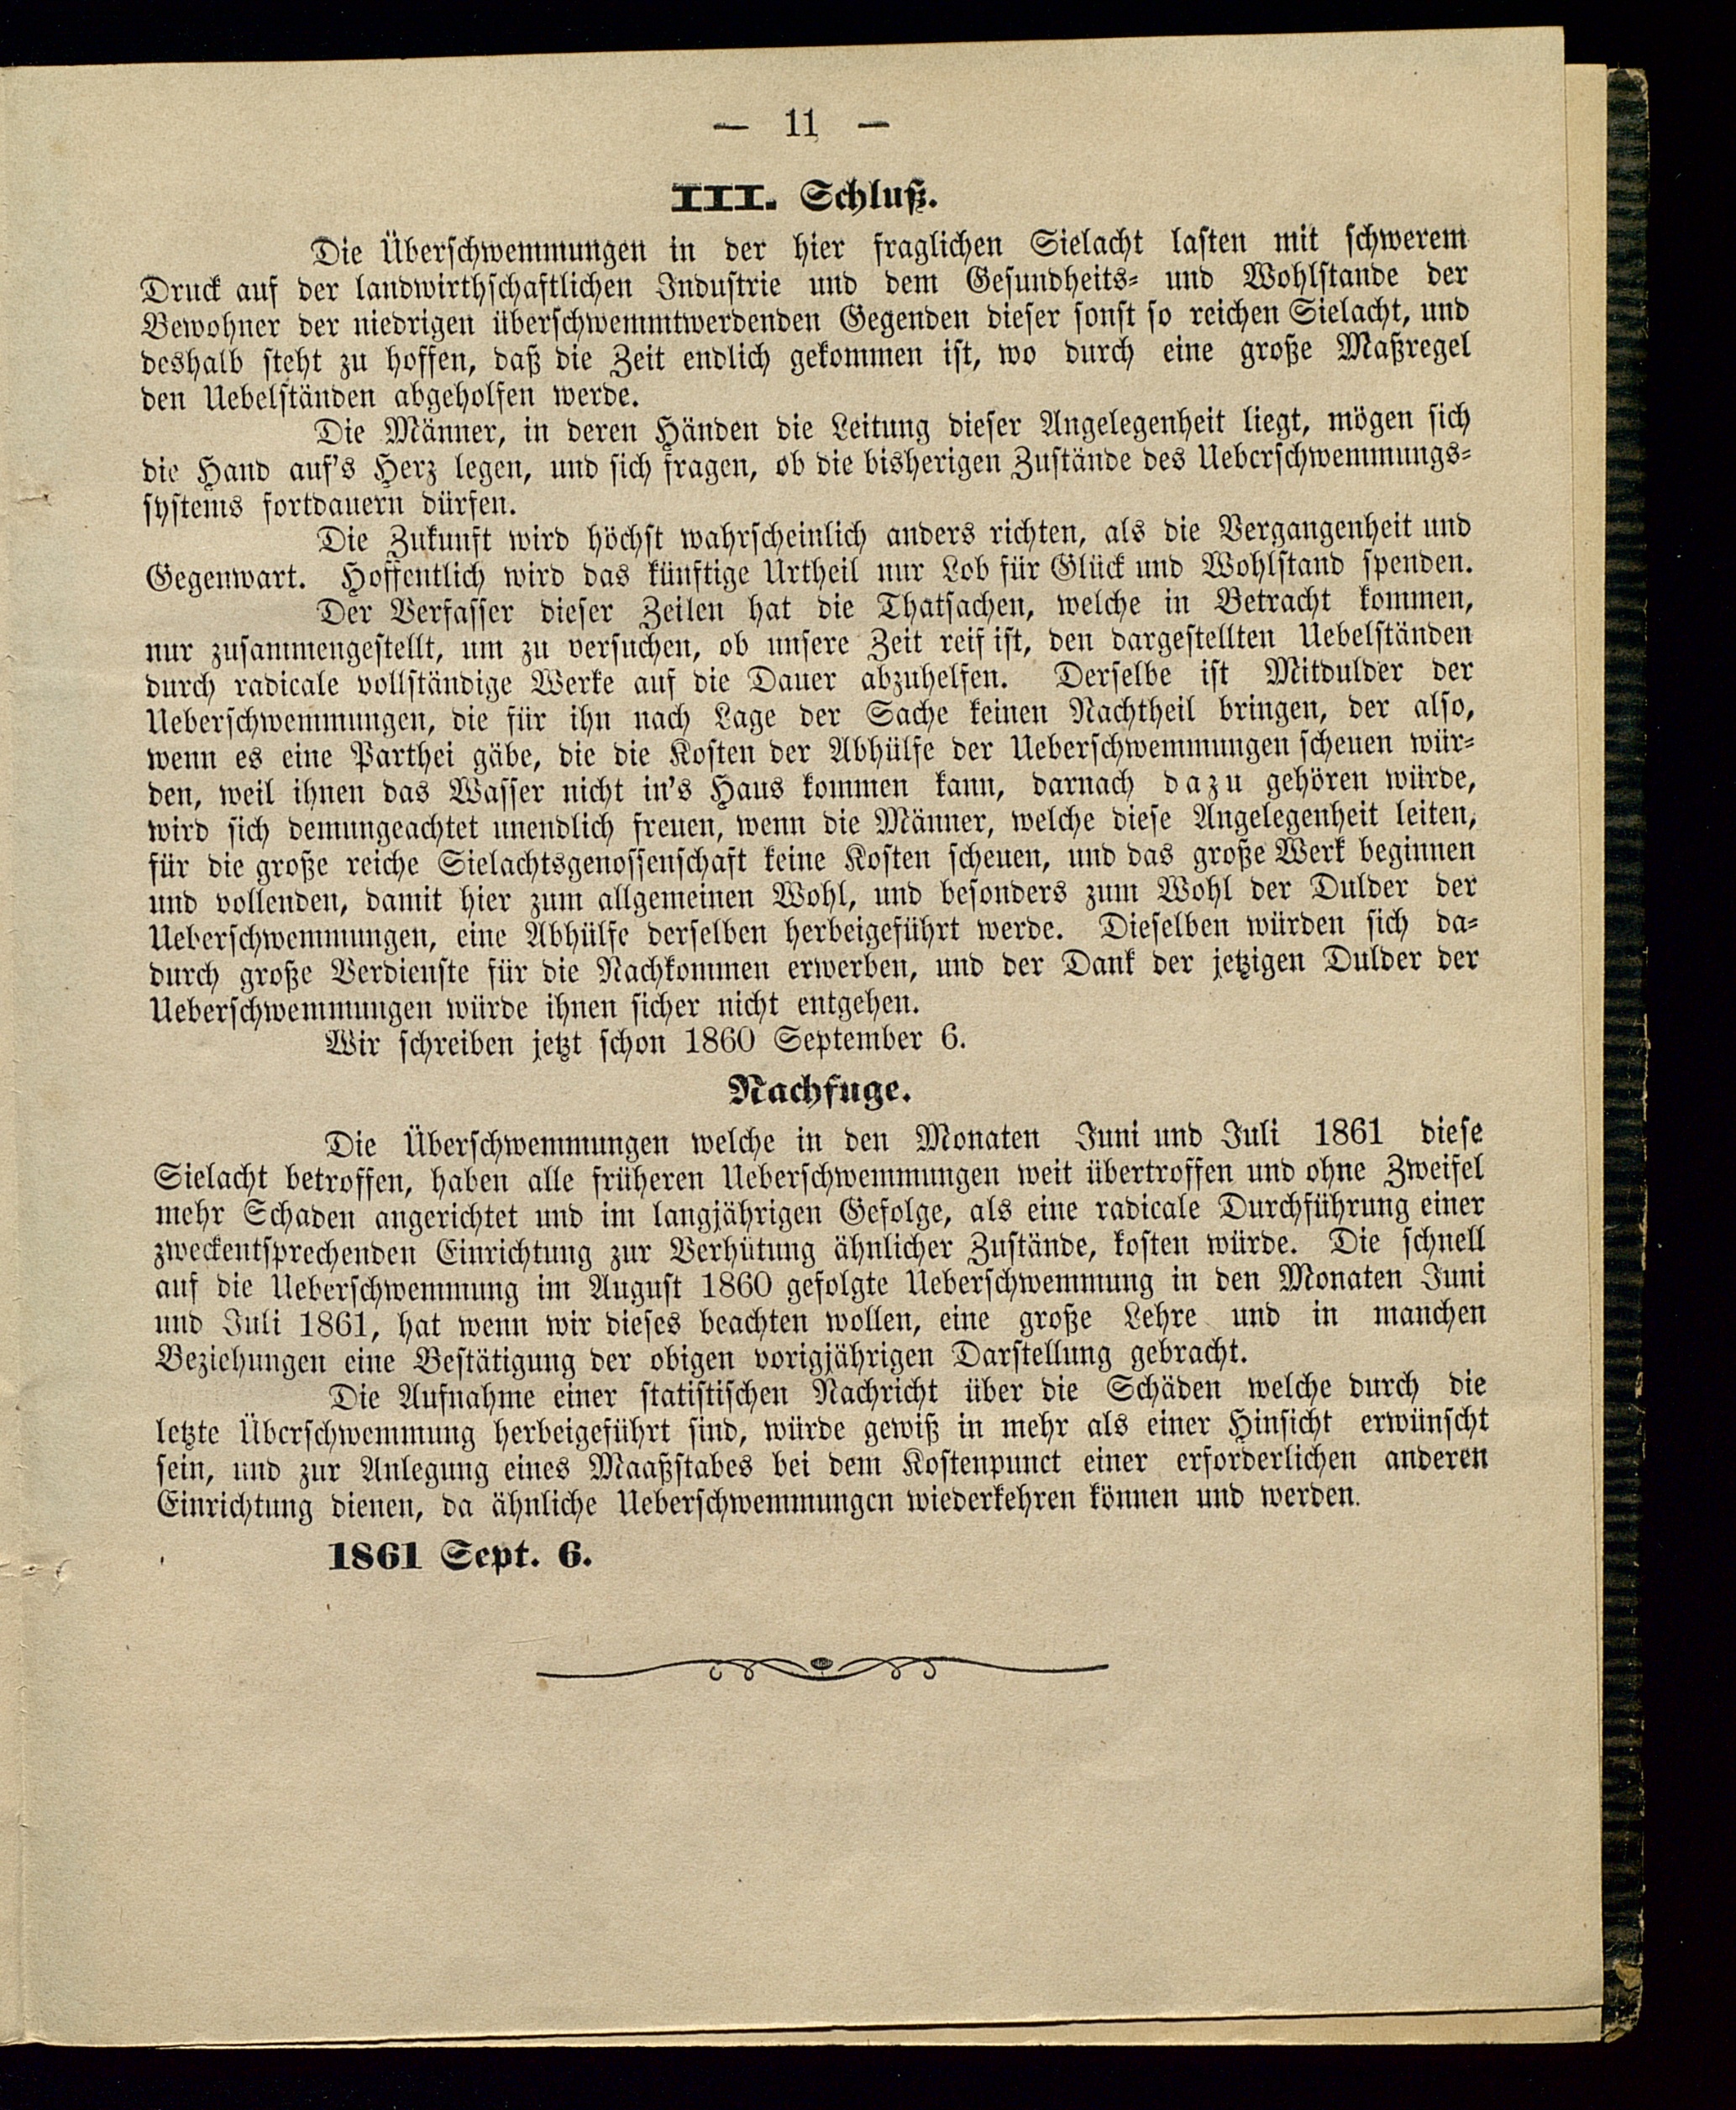 — 11 —
III. Schluß.
Die Überschwemmungen in der hier fraglichen Sielacht lasten mit schwerem
Druck auf der landwirthschaftlichen Industrie und dem Gesundheits- und Wohlstande der
Bewohner der niedrigen überschwemmtwerdenden Gegenden dieser sonst so reichen Sielacht, und
deshalb steht zu hoffen, daß die Zeit endlich gekommen ist, wo durch eine große Maßregel
den Uebelständen abgeholfen werde.
Die Männer, in deren Händen die Leitung dieser Angelegenheit liegt, mögen sich
die Hand auf's Herz legen, und sich fragen, ob die bisherigen Zustände des Ueberschwemmungs-
systems fortdauern dürfen.
Die Zukunft wird höchst wahrscheinlich anders richten, als die Vergangenheit und
Gegenwart. Hoffentlich wird das künftige Urtheil nur Lob für Glück und Wohlstand spenden.
Der Verfasser dieser Zeilen hat die Thatsachen, welche in Betracht kommen,
nur zusammengestellt, um zu versuchen, ob unsere Zeit reif ist, den dargestellten Uebelständen
durch radicale vollständige Werke auf die Dauer abzuhelfen. Derselbe ist Mitdulder der
Ueberschwemmungen, die für ihn nach Lage der Sache keinen Nachtheil bringen, der also,
wenn es eine Parthei gäbe, die die Kosten der Abhülfe der Ueberschwemmungen scheuen wür-
den, weil ihnen das Wasser nicht in's Haus kommen kann, darnach dazu gehören würde,
wird sich demungeachtet unendlich freuen, wenn die Männer, welche diese Angelegenheit leiten,
für die große reiche Sielachtsgenossenschaft keine Kosten scheuen, und das große Werk beginnen
und vollenden, damit hier zum allgemeinen Wohl, und besonders zum Wohl der Dulder der
Ueberschwemmungen, eine Abhülfe derselben herbeigeführt werde. Dieselben würden sich da-
durch große Verdienste für die Nachkommen erwerben, und der Dank der jetzigen Dulder der
Ueberschwemmungen würde ihnen sicher nicht entgehen.
Wir schreiben jetzt schon 1860 September 6.
Nachfuge.
Die Überschwemmungen welche in den Monaten Juni und Juli 1861 diese
Sielacht betroffen, haben alle früheren Ueberschwemmungen weit übertroffen und ohne Zweifel
mehr Schaden angerichtet und im langjährigen Gefolge, als eine radicale Durchführung einer
zweckentsprechenden Einrichtung zur Verhütung ähnlicher Zustände, kosten würde. Die schnell
auf die Ueberschwemmung im August 1860 gefolgte Ueberschwemmung in den Monaten Juni
und Juli 1861, hat wenn wir dieses beachten wollen, eine große Lehre und in manchen
Beziehungen eine Bestätigung der obigen vorigjährigen Darstellung gebracht.
Die Aufnahme einer statistischen Nachricht über die Schäden welche durch die
letzte Überschwemmung herbeigeführt sind, würde gewiß in mehr als einer Hinsicht erwünscht
sein, und zur Anlegung eines Maaßstabes bei dem Kostenpunct einer erforderlichen anderen
Einrichtung dienen, da ähnliche Ueberschwemmungen wiederkehren können und werden.
1861 Sept. 6.